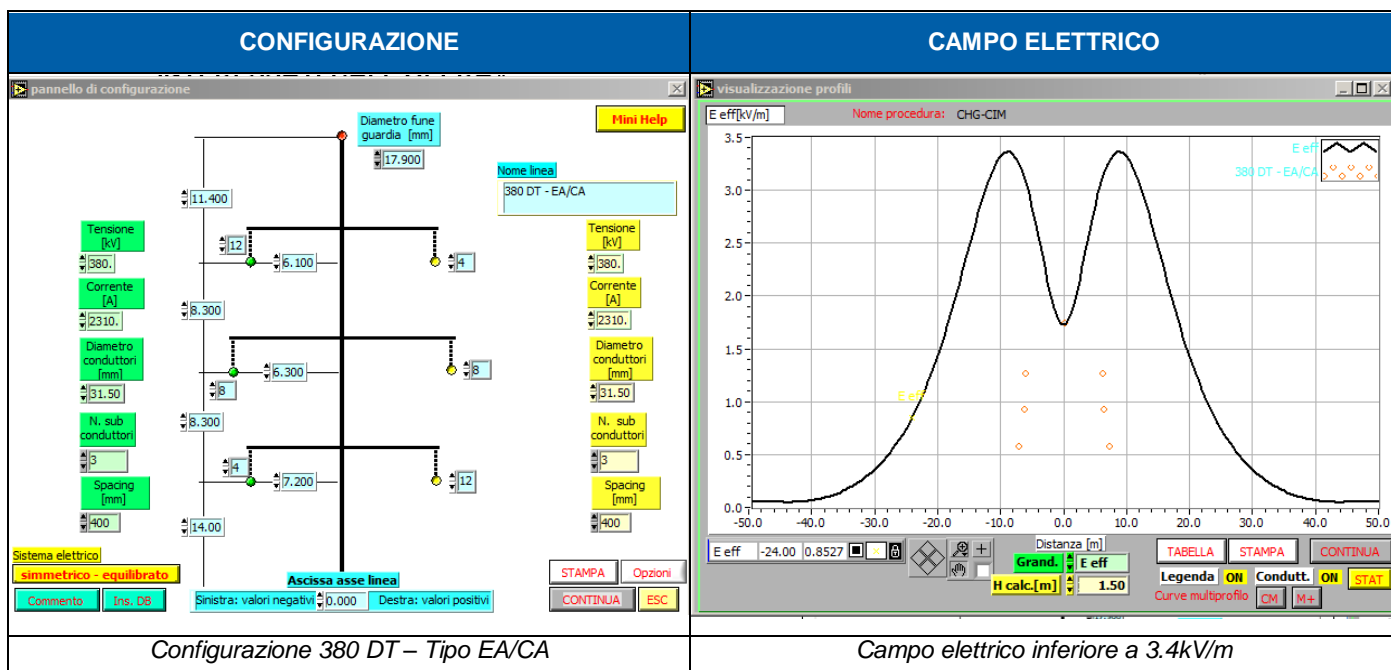 CONFIGURAZIONE
CAMPO ELETTRICO
pannello di configurazione
Diametro fune
guardia [mm]
17.900
Mini Help
Nome linea
380 DT - EA/CA
11.400
Tensione
[kV]
380.
12
6.100
4
Tensione
[kV]
380.
Corrente
[A]
2310.
8.300
Corrente
[A]
2310.
Diametro
conduttori
[mm]
31.50
6.300
8
8
Diametro
conduttori
[mm]
31.50
N. sub
conduttori
3
8.300
N. sub
conduttori
3
4
7.200
12
Spacing
[mm]
400
14.00
Spacing
[mm]
400
Sistema elettrico
simmetrico - equilibrato
Ascissa asse linea
STAMPA
Opzioni
Commento
Ins. DB
Sinistra: valori negativi
0.000
Destra: valori positivi
CONTINUA
ESC
visualizzazione profili
E eff[kV/m]
Nome procedura:
CHG-CIM
E eff
380 DT - EA/CA
3.5
3.0
2.5
2.0
1.5
1.0
0.5
0.0
E eff
-50.0
-40.0
-30.0
-20.0
-10.0
0.0
10.0
20.0
30.0
40.0
50.0
Distanza [m]
E eff
-24.00
0.8527
Grand.
E eff
H calc.[m]
1.50
TABELLA
STAMPA
CONTINUA
Legenda
ON
Condutt.
ON
STAT
Curve multiprofilo
CM
M+
Configurazione 380 DT – Tipo EA/CA
Campo elettrico inferiore a 3.4kV/m